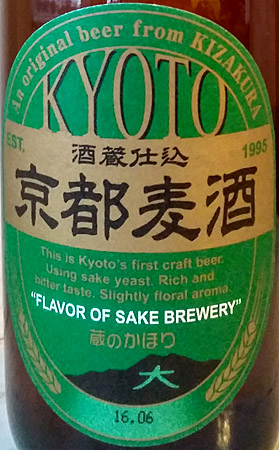 An original beer from KIZAKURA
KYOTO
EST. 1995
酒蔵仕込
京都麦酒
This is Kyoto's first craft beer.
Using sake yeast. Rich and
bitter taste. Slightly floral aroma.
"FLAVOR OF SAKE BREWERY"
蔵のかほり
大
16.06